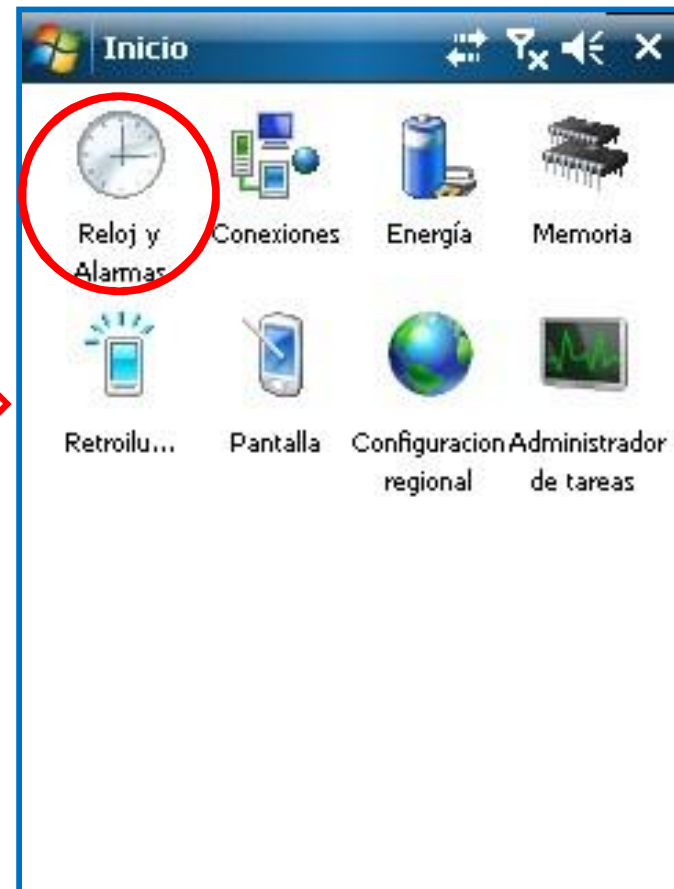 Inicio
Reloj y Conexiones Energía Memoria
Alarmas
Retroilu... Pantalla Configuracion Administrador
regional de tareas